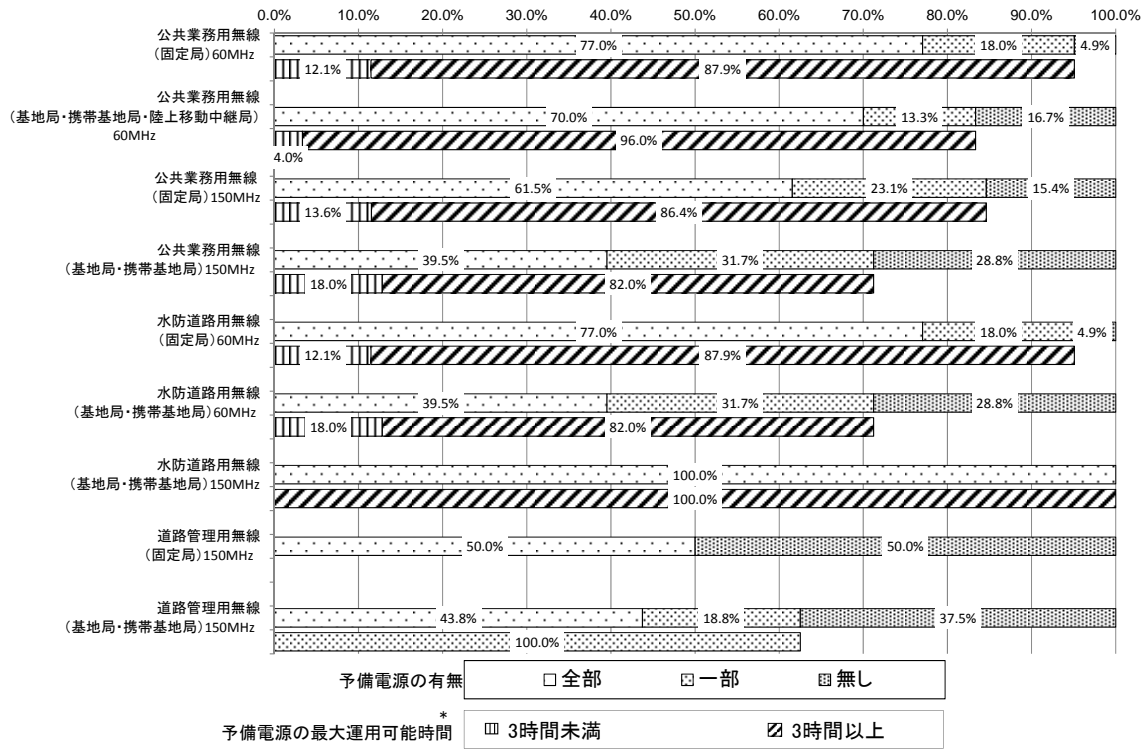 0.0% 10.0% 20.0% 30.0% 40.0% 50.0% 60.0% 70.0% 80.0% 90.0% 100.0%
公共業務用無線
(固定局)60MHz
77.0% 18.0% 4.9%
12.1% 87.9%
公共業務用無線
(基地局・携帯基地局・陸上移動中継局)
60MHz
70.0% 13.3% 16.7%
4.0% 96.0%
公共業務用無線
(固定局)150MHz
61.5% 23.1% 15.4%
13.6% 86.4%
公共業務用無線
(基地局・携帯基地局)150MHz
39.5% 31.7% 28.8%
18.0% 82.0%
水防道路用無線
(固定局)60MHz
77.0% 18.0% 4.9%
12.1% 87.9%
水防道路用無線
(基地局・携帯基地局)60MHz
39.5% 31.7% 28.8%
18.0% 82.0%
水防道路用無線
(基地局・携帯基地局)150MHz
100.0%
100.0%
道路管理用無線
(固定局)150MHz
50.0% 50.0%
道路管理用無線
(基地局・携帯基地局)150MHz
43.8% 18.8% 37.5%
100.0%
予備電源の有無 全部 一部 無し
*
予備電源の最大運用可能時間 3時間未満 3時間以上